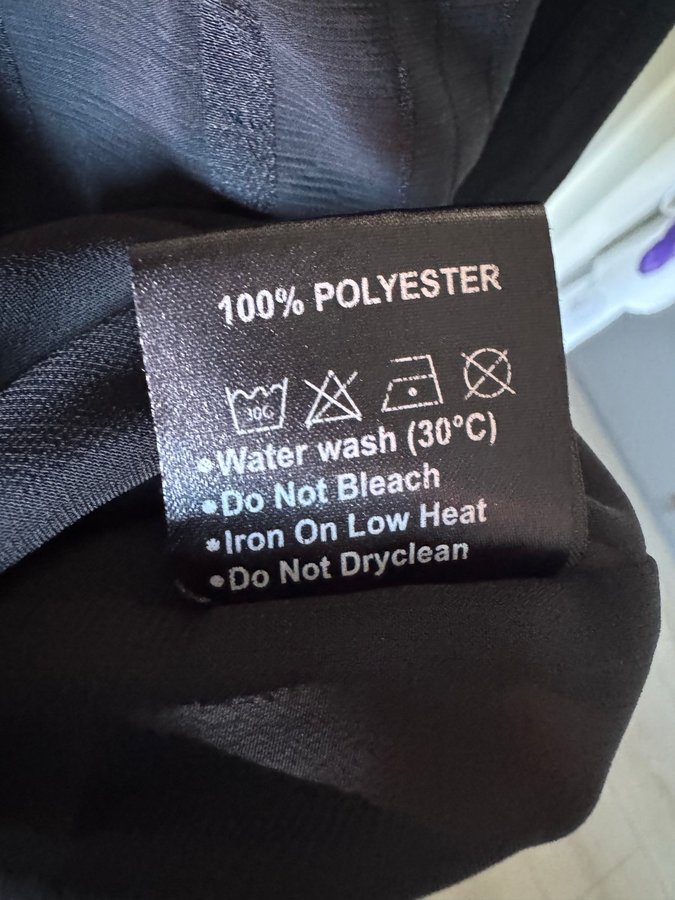 100% POLYESTER
30C
•Water wash (30°C)
•Do Not Bleach
•Iron On Low Heat
•Do Not Dryclean